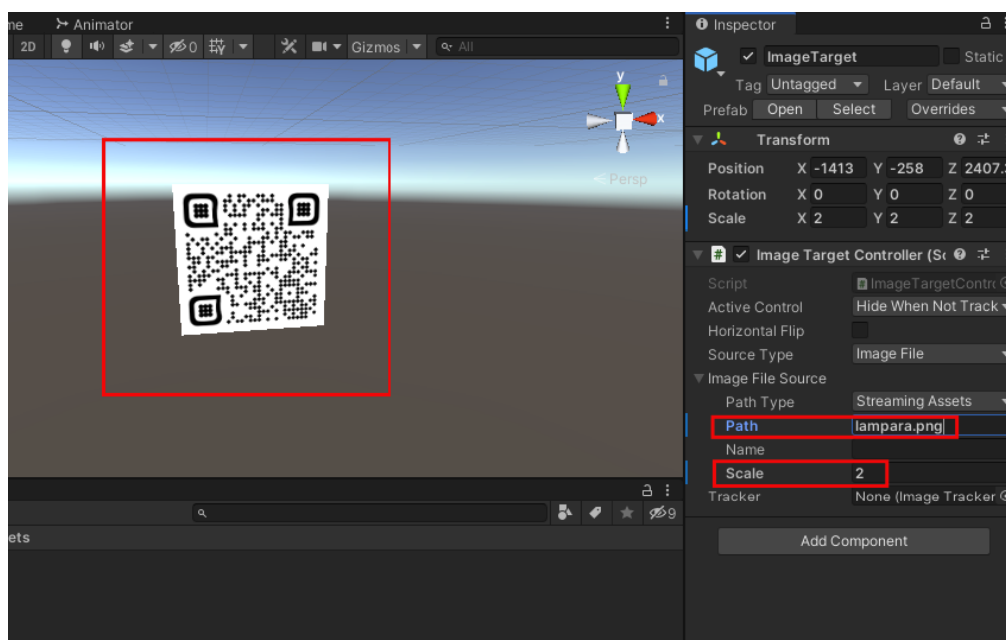 me Animator
2D 0 Gizmos All
y
x
Persp
9
ets
Inspector
ImageTarget Static
Tag Untagged Layer Default
Prefab Open Select Overrides
Transform
Position X -1413 Y -258 Z 2407.
Rotation X 0 Y 0 Z 0
Scale X 2 Y 2 Z 2
# Image Target Controller (Sc
Script # ImageTargetContro
Active Control Hide When Not Track
Horizontal Flip
Source Type Image File
Image File Source
Path Type Streaming Assets
Path lampara.png
Name
Scale 2
Tracker None (Image Tracker
Add Component